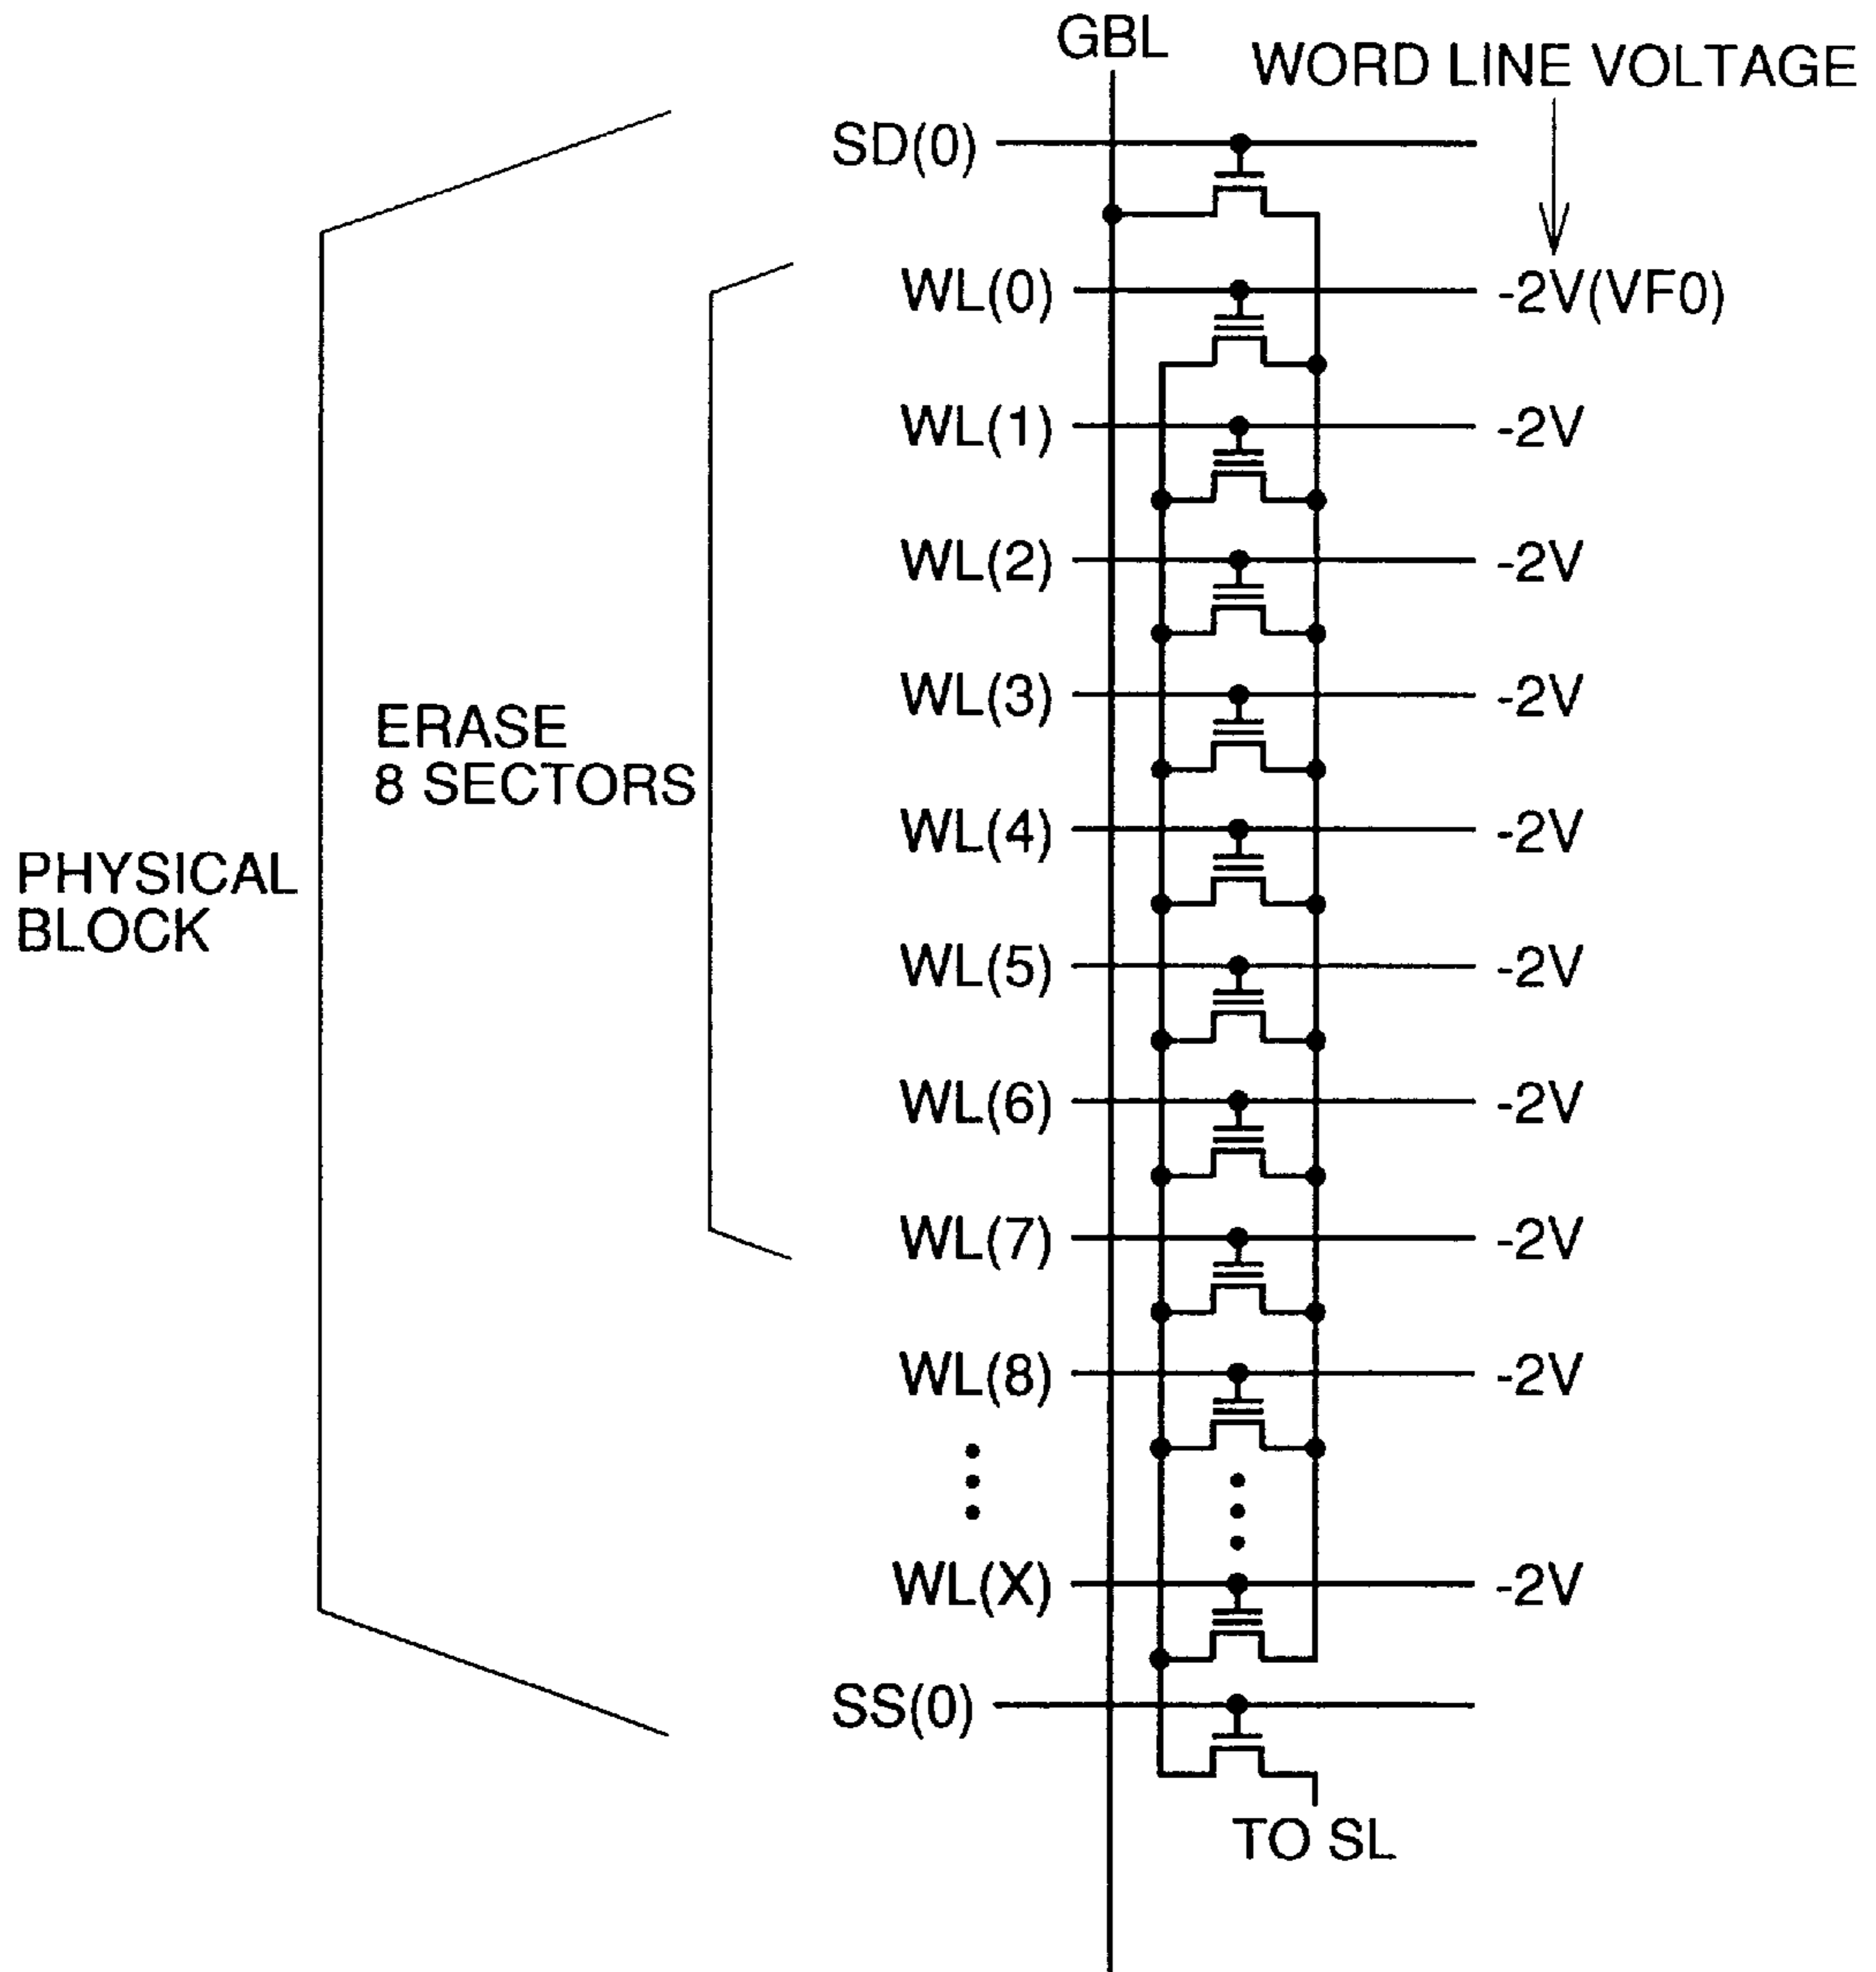 GBL
WORD LINE VOLTAGE
SD(0)
WL(0) -2V(VF0)
WL(1) -2V
WL(2) -2V
WL(3) -2V
ERASE
8 SECTORS
WL(4) -2V
PHYSICAL
BLOCK
WL(5) -2V
WL(6) -2V
WL(7) -2V
WL(8) -2V
WL(X) -2V
SS(0)
TO SL